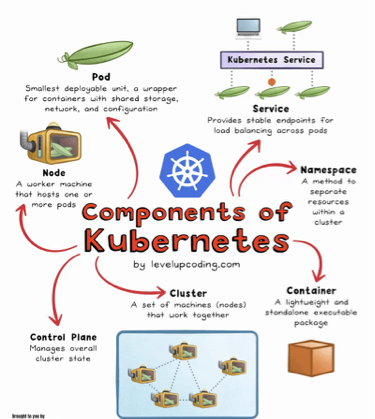 Pod
Smallest deployable unit, a wrapper
for containers with shared storage,
network, and configuration
Kubernetes Service
Service
Provides stable endpoints for
load balancing across pods
Node
A worker machine
that hosts one or
more pods
Namespace
A method to
separate
resources
within a
cluster
Components of
Kubernetes
by levelupcoding.com
Cluster
A set of machines (nodes)
that work together
Container
A lightweight and
standalone executable
package
Control Plane
Manages overall
cluster state
Brought to you by